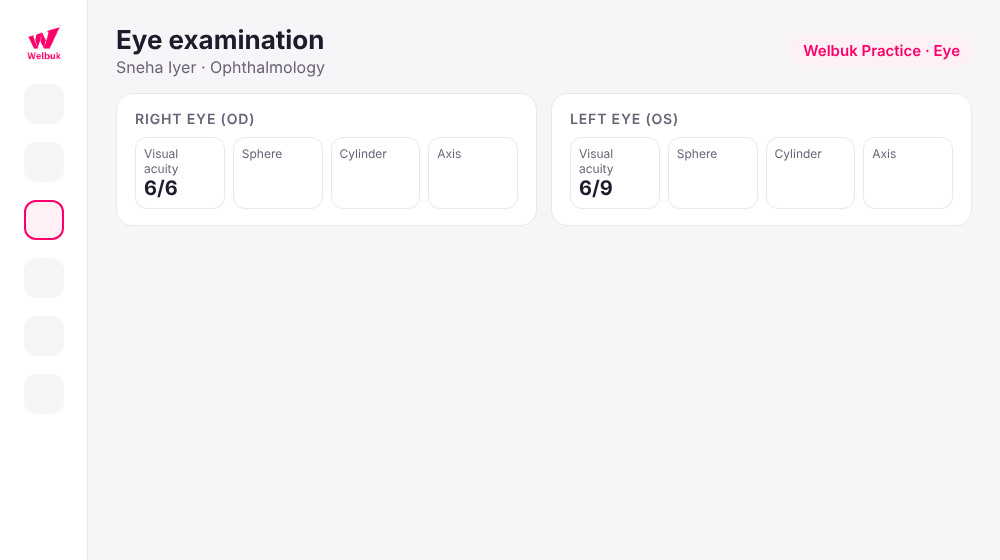 Welbuk
Eye examination
Sneha Iyer · Ophthalmology
Welbuk Practice · Eye
RIGHT EYE (OD)
Visual acuity
6/6
Sphere
Cylinder
Axis
LEFT EYE (OS)
Visual acuity
6/9
Sphere
Cylinder
Axis